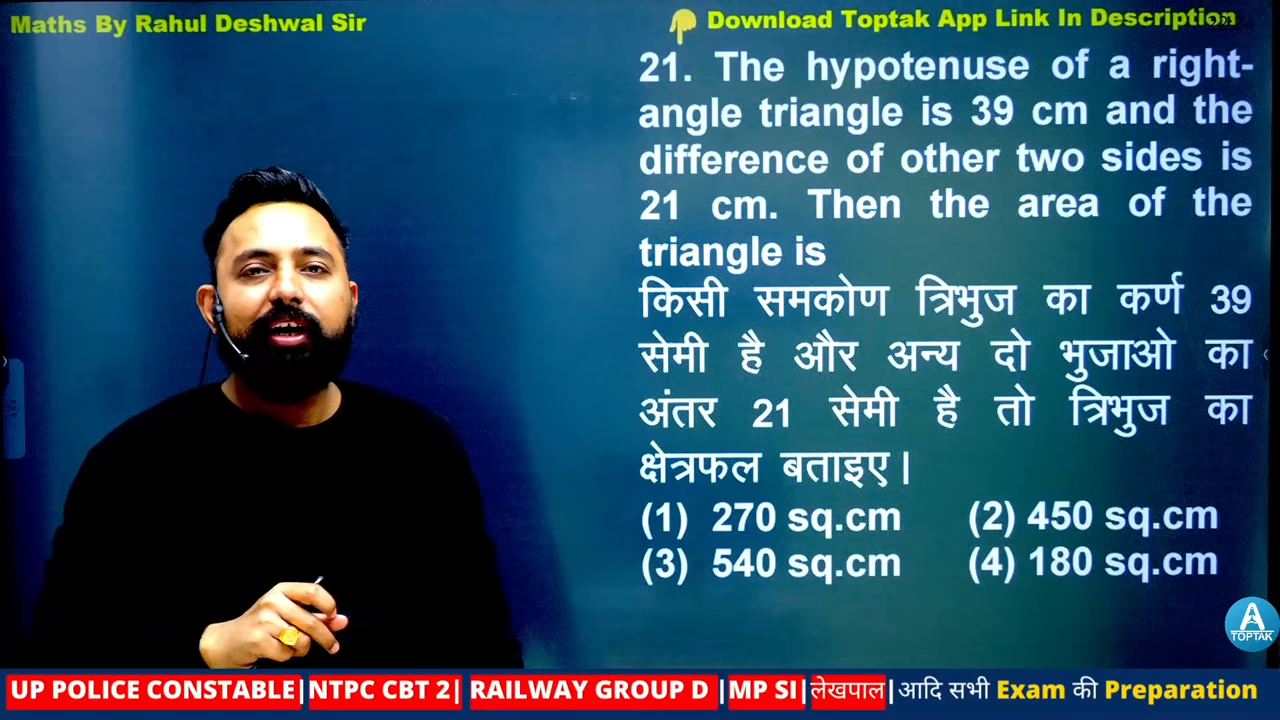 Maths By Rahul Deshwal Sir
Download Toptak App Link In Description
21. The hypotenuse of a right-
angle triangle is 39 cm and the
difference of other two sides is
21 cm. Then the area of the
triangle is
किसी समकोण त्रिभुज का कर्ण 39
सेमी है और अन्य दो भुजाओ का
अंतर 21 सेमी है तो त्रिभुज का
क्षेत्रफल बताइए।
(1) 270 sq.cm (2) 450 sq.cm
(3) 540 sq.cm (4) 180 sq.cm
A
TOPTAK
UP POLICE CONSTABLE| NTPC CBT 2| RAILWAY GROUP D |MP SI| लेखपाल|आदि सभी Exam की Preparation